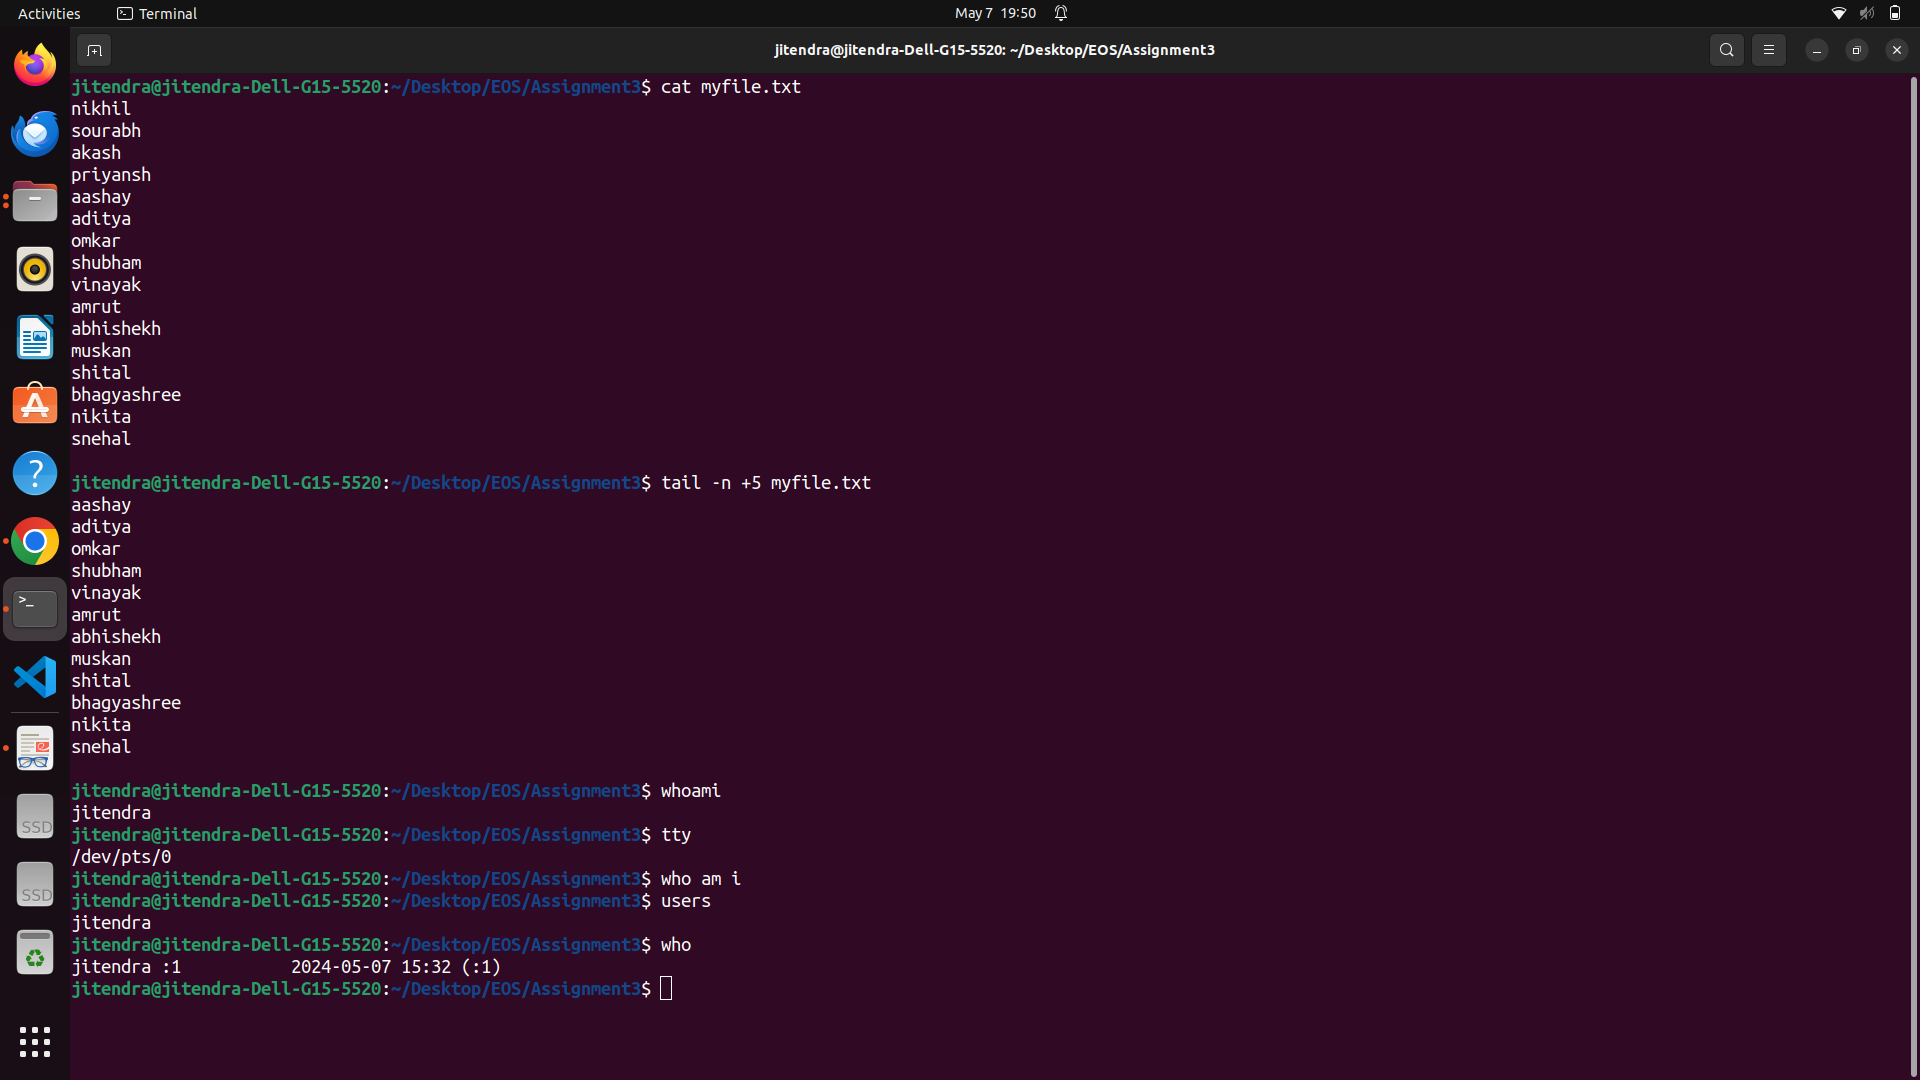 Activities
Terminal
May 7 19:50
jitendra@jitendra-Dell-G15-5520: ~/Desktop/EOS/Assignment3
jitendra@jitendra-Dell-G15-5520:~/Desktop/EOS/Assignment3$ cat myfile.txt
nikhil
sourabh
akash
priyansh
aashay
aditya
omkar
shubham
vinayak
amrut
abhishekh
muskan
shital
bhagyashree
nikita
snehal
jitendra@jitendra-Dell-G15-5520:~/Desktop/EOS/Assignment3$ tail -n +5 myfile.txt
aashay
aditya
omkar
shubham
vinayak
amrut
abhishekh
muskan
shital
bhagyashree
nikita
snehal
jitendra@jitendra-Dell-G15-5520:~/Desktop/EOS/Assignment3$ whoami
jitendra
jitendra@jitendra-Dell-G15-5520:~/Desktop/EOS/Assignment3$ tty
/dev/pts/0
jitendra@jitendra-Dell-G15-5520:~/Desktop/EOS/Assignment3$ who am i
jitendra@jitendra-Dell-G15-5520:~/Desktop/EOS/Assignment3$ users
jitendra
jitendra@jitendra-Dell-G15-5520:~/Desktop/EOS/Assignment3$ who
jitendra :1           2024-05-07 15:32 (:1)
jitendra@jitendra-Dell-G15-5520:~/Desktop/EOS/Assignment3$
SSD
SSD